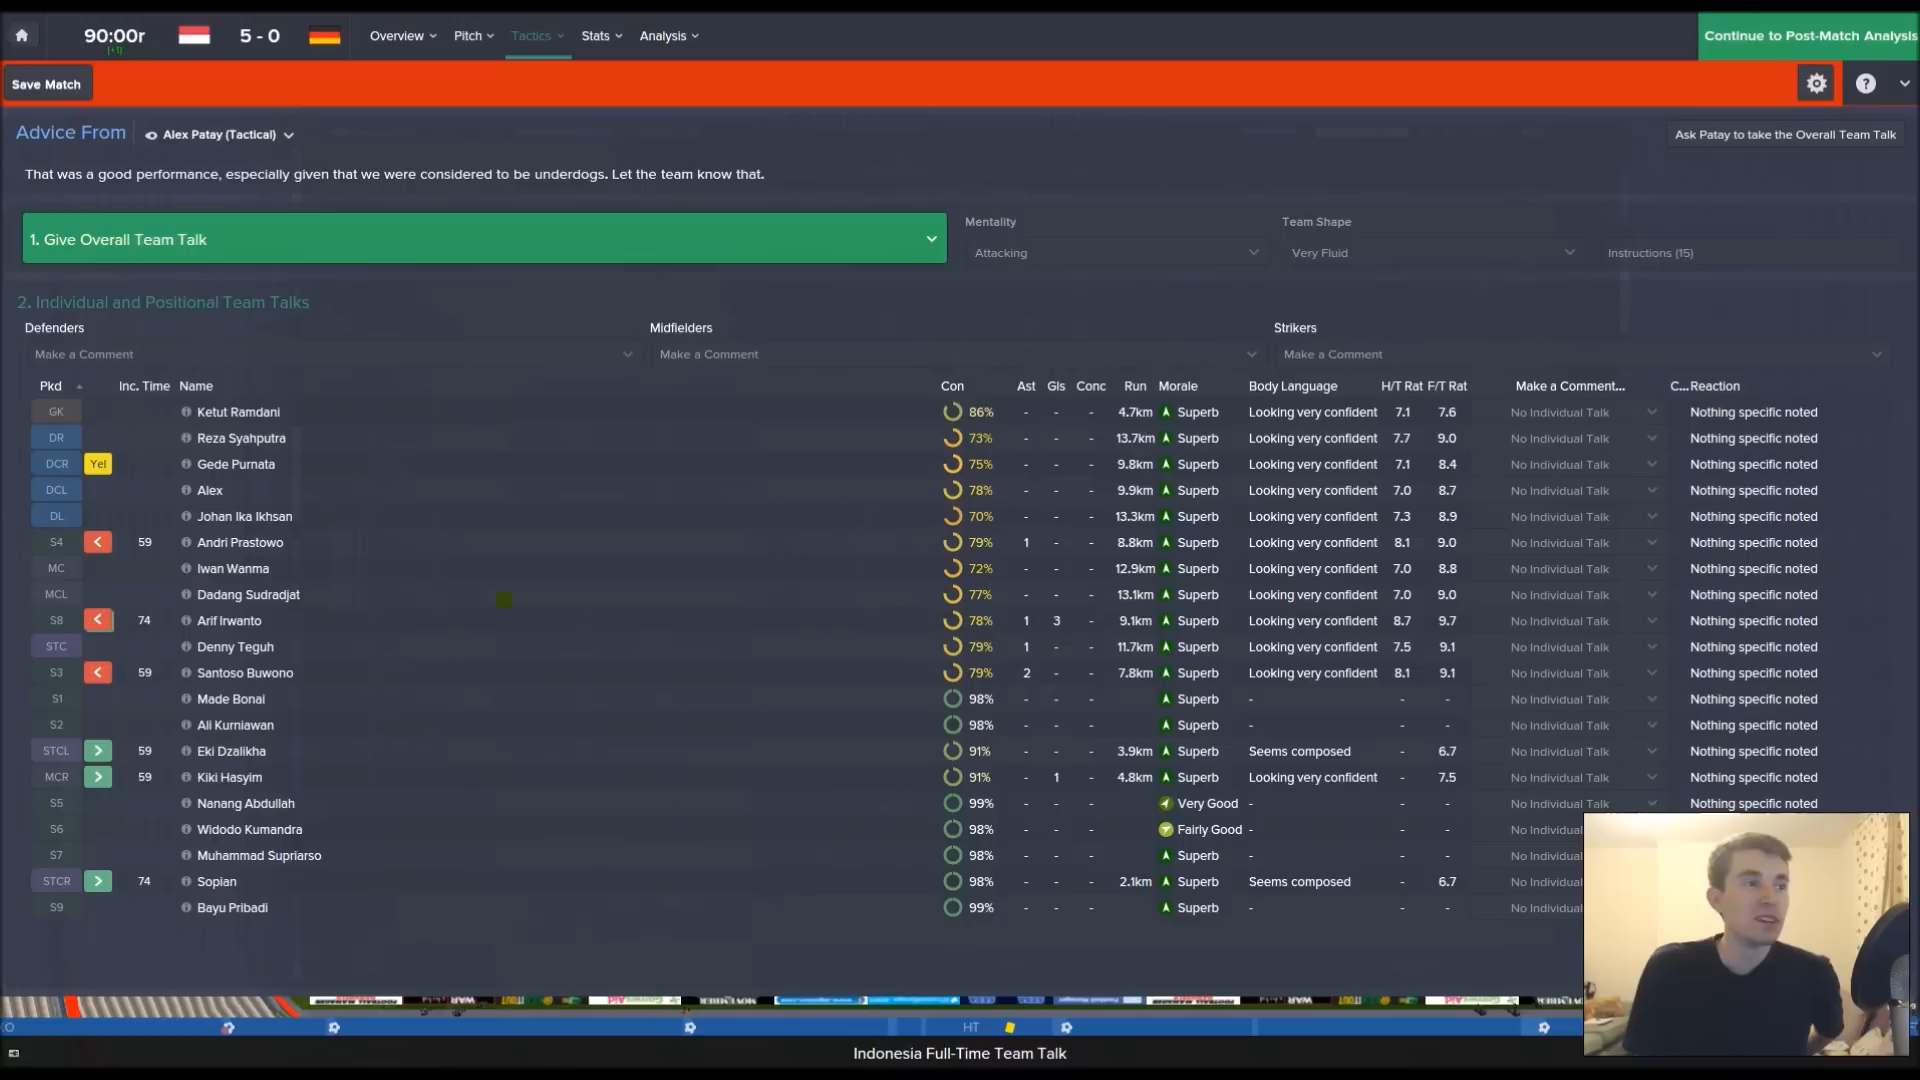 90:00r 5 - 0 Overview Pitch Tactics Stats Analysis Continue to Post-Match Analysis
(+1)
Save Match
Advice From Alex Patay (Tactical) Ask Patay to take the Overall Team Talk
That was a good performance, especially given that we were considered to be underdogs. Let the team know that.
Mentality Team Shape
1. Give Overall Team Talk Attacking Very Fluid Instructions (15)
2. Individual and Positional Team Talks
Defenders Midfielders Strikers
Make a Comment Make a Comment Make a Comment
Pkd Inc. Time Name Con Ast Gls Conc Run Morale Body Language H/T Rat F/T Rat Make a Comment... C... Reaction
GK Ketut Ramdani 86% - - - 4.7km Superb Looking very confident 7.1 7.6 No Individual Talk Nothing specific noted
DR Reza Syahputra 73% - - - 13.7km Superb Looking very confident 7.7 9.0 No Individual Talk Nothing specific noted
DCR Yel Gede Purnata 75% - - - 9.8km Superb Looking very confident 7.1 8.4 No Individual Talk Nothing specific noted
DCL Alex 78% - - - 9.9km Superb Looking very confident 7.0 8.7 No Individual Talk Nothing specific noted
DL Johan Ika Ikhsan 70% - - - 13.3km Superb Looking very confident 7.3 8.9 No Individual Talk Nothing specific noted
S4 59 Andri Prastowo 79% 1 - - 8.8km Superb Looking very confident 8.1 9.0 No Individual Talk Nothing specific noted
MC Iwan Wanma 72% - - - 12.9km Superb Looking very confident 7.0 8.8 No Individual Talk Nothing specific noted
MCL Dadang Sudradjat 77% - - - 13.1km Superb Looking very confident 7.0 9.0 No Individual Talk Nothing specific noted
S8 74 Arif Irwanto 78% 1 3 - 9.1km Superb Looking very confident 8.7 9.7 No Individual Talk Nothing specific noted
STC Denny Teguh 79% 1 - - 11.7km Superb Looking very confident 7.5 9.1 No Individual Talk Nothing specific noted
S3 59 Santoso Buwono 79% 2 - - 7.8km Superb Looking very confident 8.1 9.1 No Individual Talk Nothing specific noted
S1 Made Bonai 98% - - - Superb - - - No Individual Talk Nothing specific noted
S2 Ali Kurniawan 98% - - - Superb - - - No Individual Talk Nothing specific noted
STCL 59 Eki Dzalikha 91% - - - 3.9km Superb Seems composed - 6.7 No Individual Talk Nothing specific noted
MCR 59 Kiki Hasyim 91% - 1 - 4.8km Superb Looking very confident - 7.5 No Individual Talk Nothing specific noted
S5 Nanang Abdullah 99% - - - Very Good - - - No Individual Talk Nothing specific noted
S6 Widodo Kumandra 98% - - - Fairly Good - - - No Individual
S7 Muhammad Supriarso 98% - - - Superb - - - No Individual
STCR 74 Sopian 98% - - - 2.1km Superb Seems composed - 6.7 No Individual
S9 Bayu Pribadi 99% - - - Superb - - - No Individual
HT
Indonesia Full-Time Team Talk